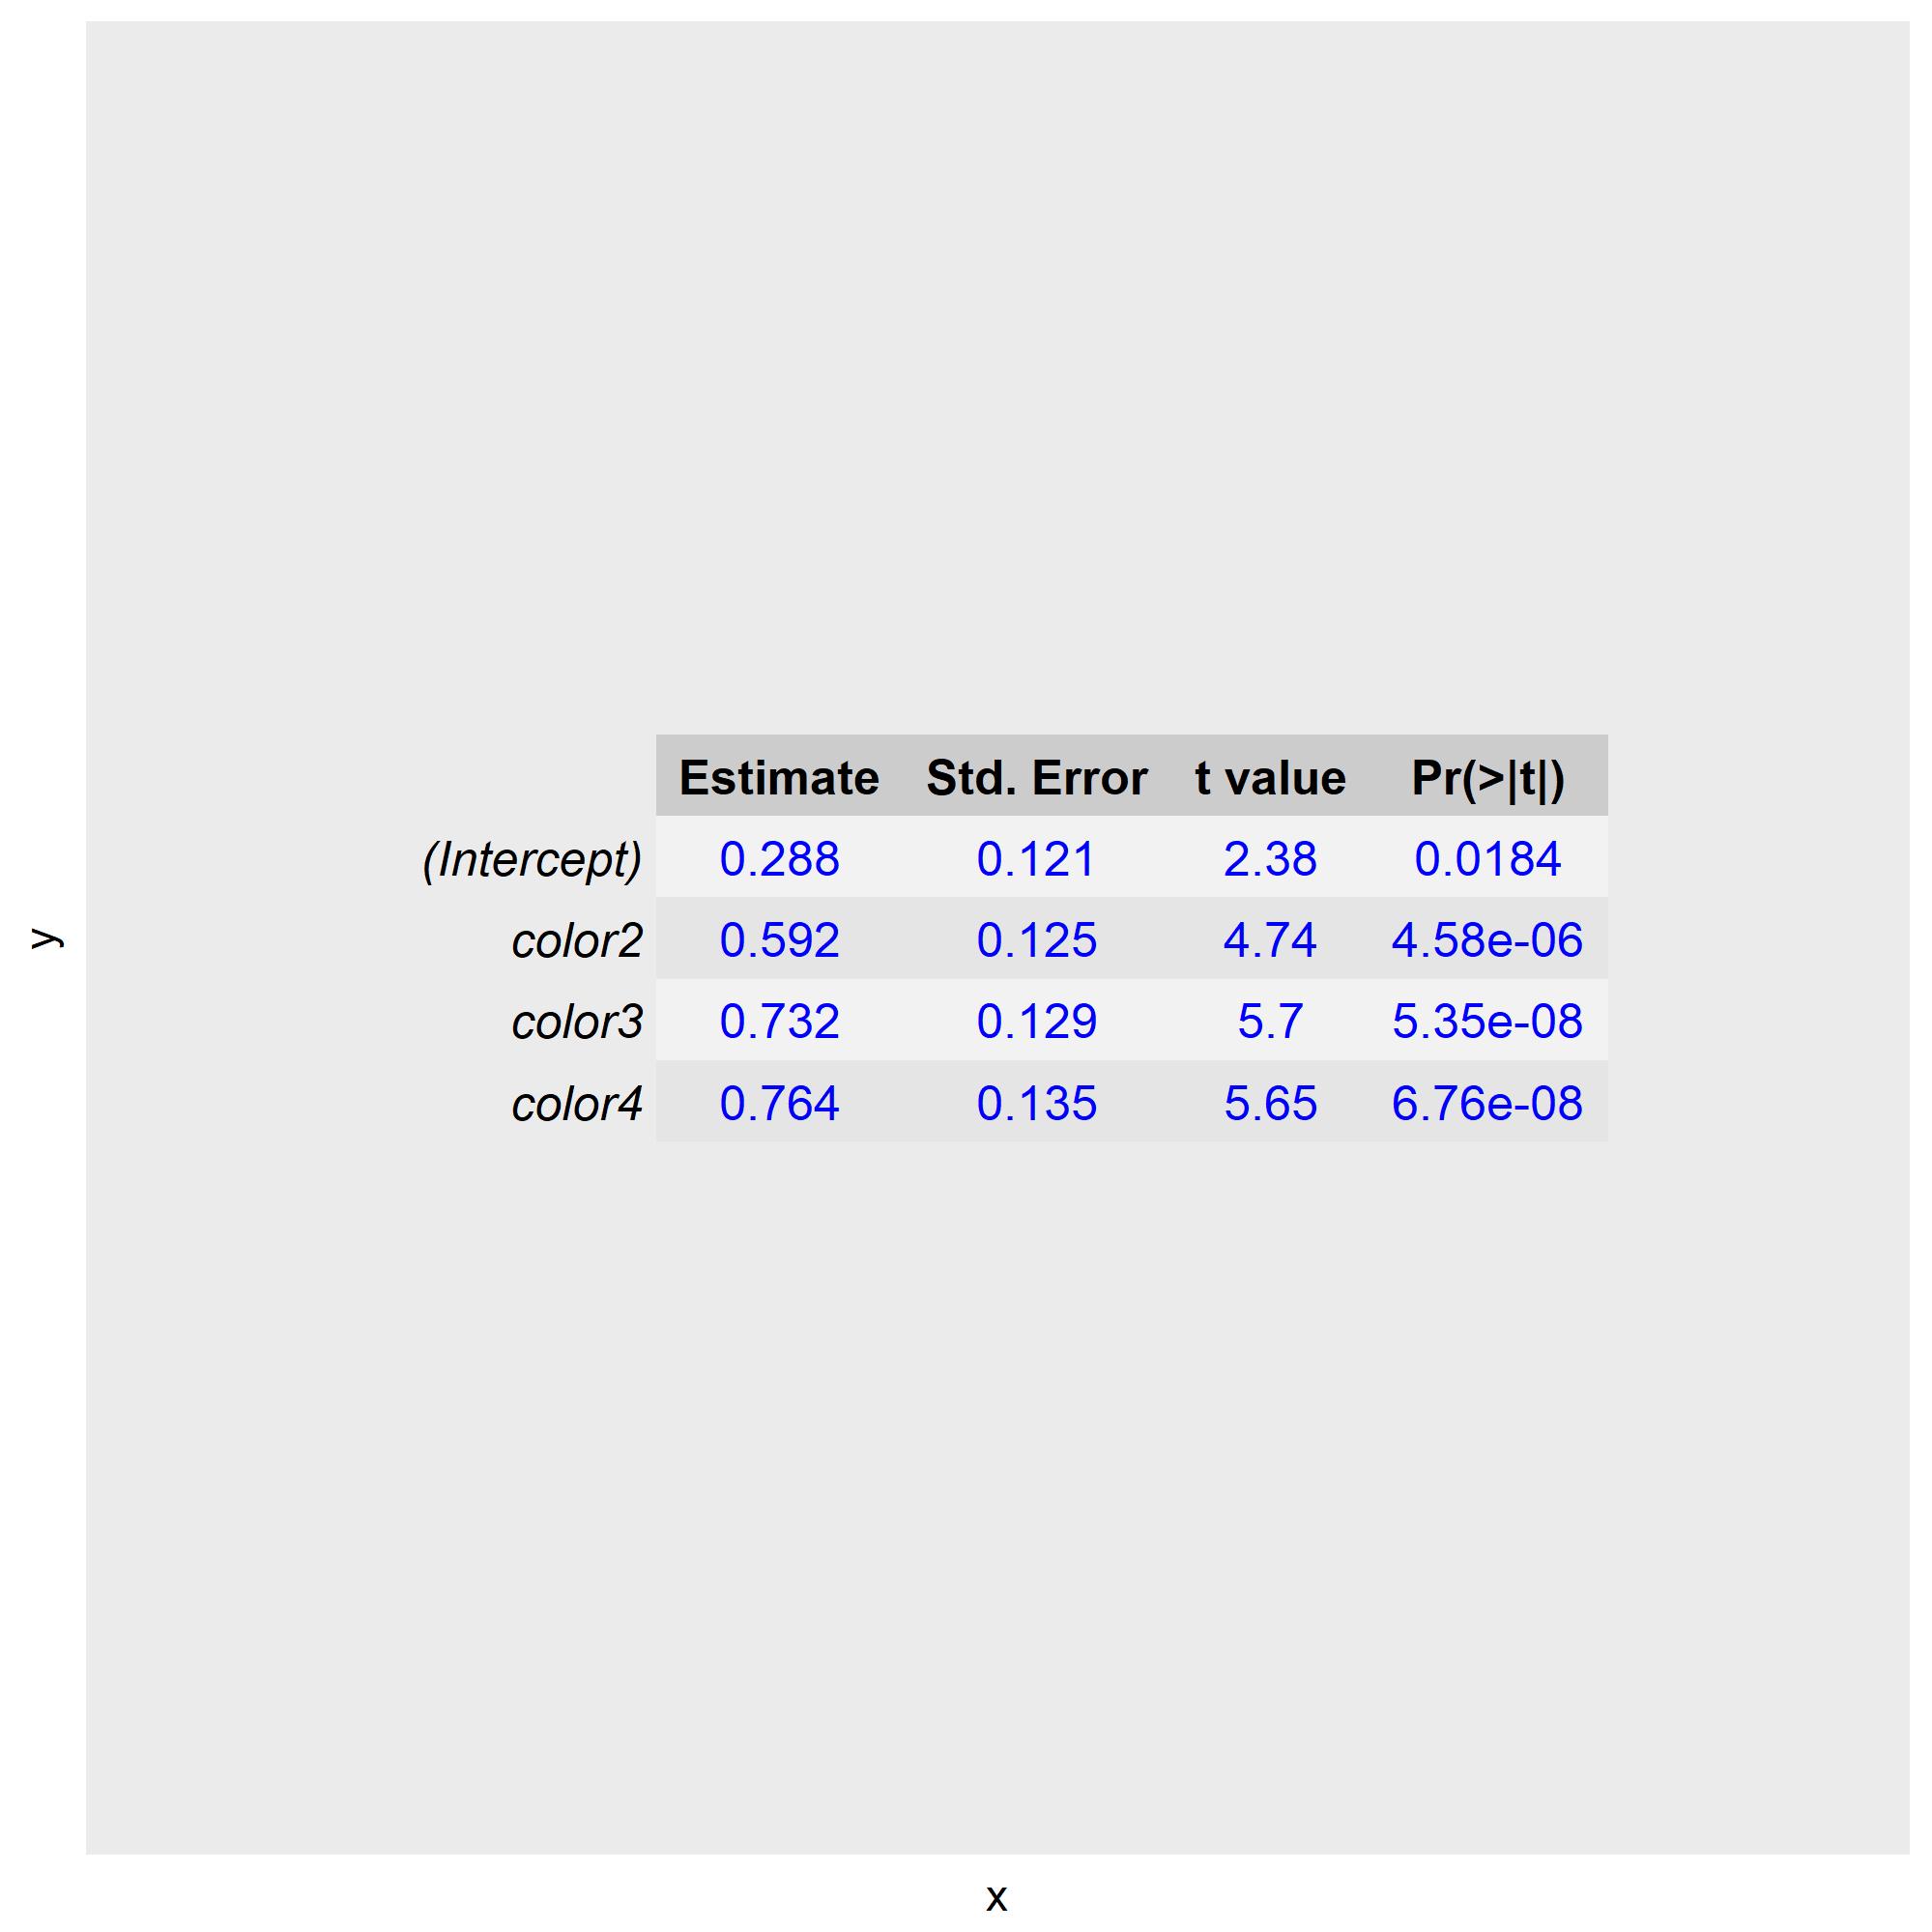 Estimate Std. Error t value Pr(>|t|)
(Intercept) 0.288 0.121 2.38 0.0184
color2 0.592 0.125 4.74 4.58e-06
color3 0.732 0.129 5.7 5.35e-08
color4 0.764 0.135 5.65 6.76e-08
y
x